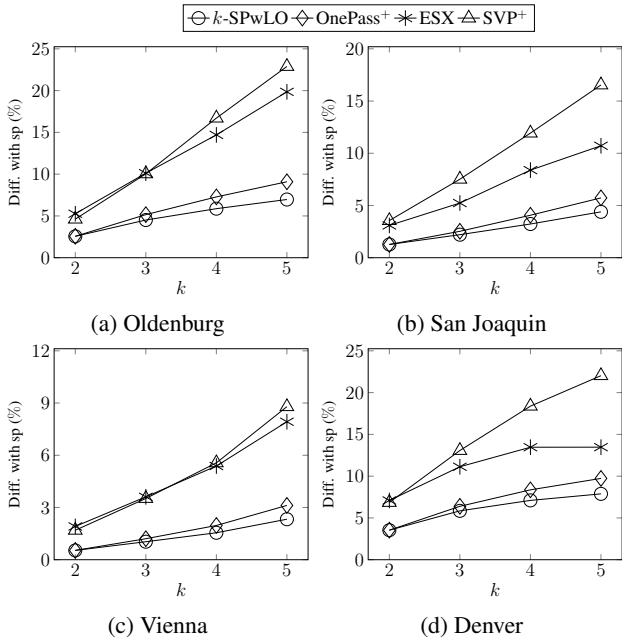 k-SPwLO OnePass⁺ ESX SVP⁺
Diff. with sp (%)
25
20
15
10
5
0
2 3 4 5
k
(a) Oldenburg
Diff. with sp (%)
20
15
10
5
0
2 3 4 5
k
(b) San Joaquin
Diff. with sp (%)
12
9
6
3
0
2 3 4 5
k
(c) Vienna
Diff. with sp (%)
25
20
15
10
5
0
2 3 4 5
k
(d) Denver